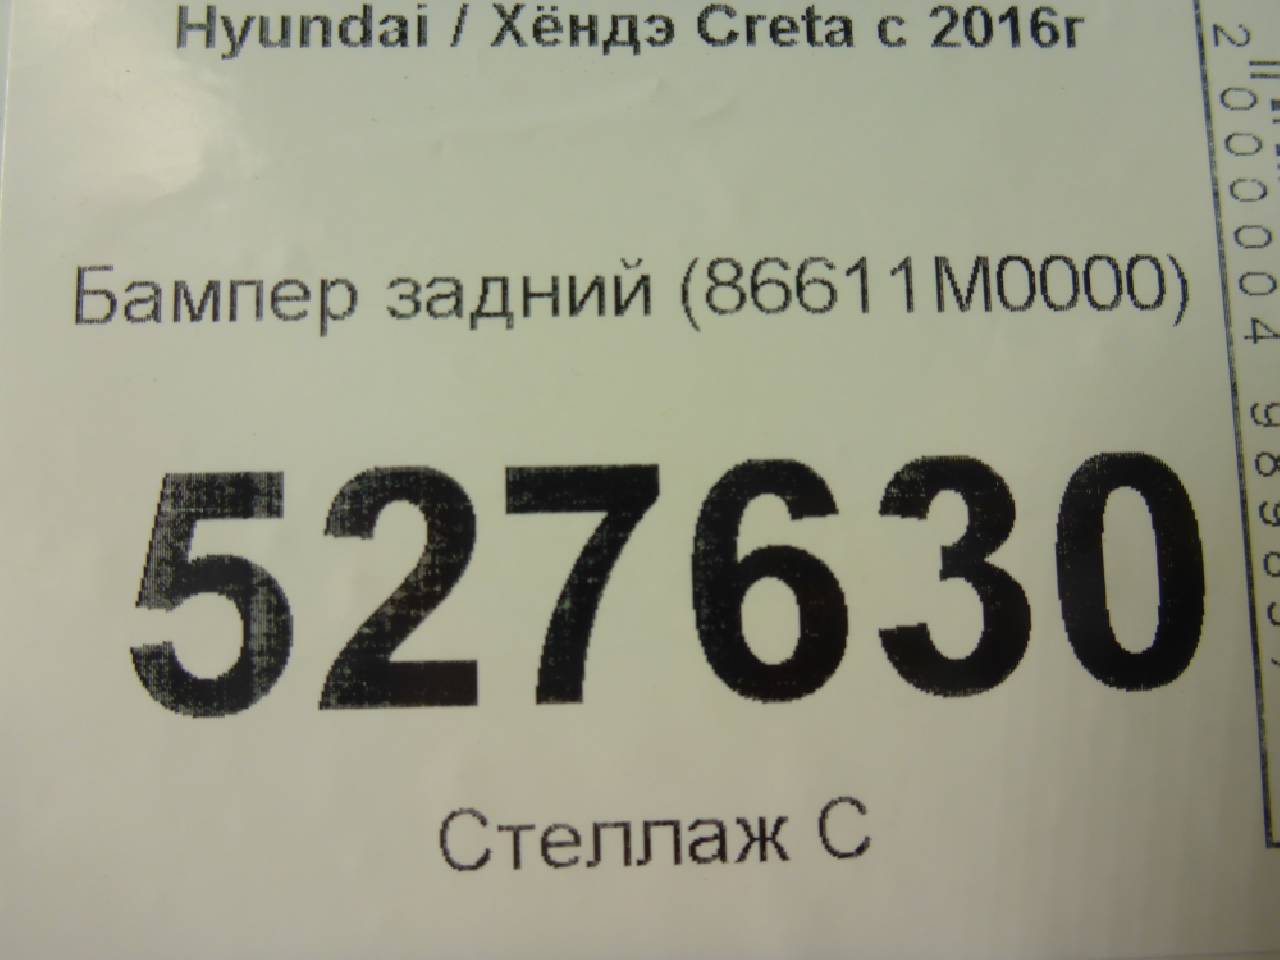 Hyundai / Хёндэ Creta с 2016г
Бампер задний (86611M0000)
527630
Стеллаж С